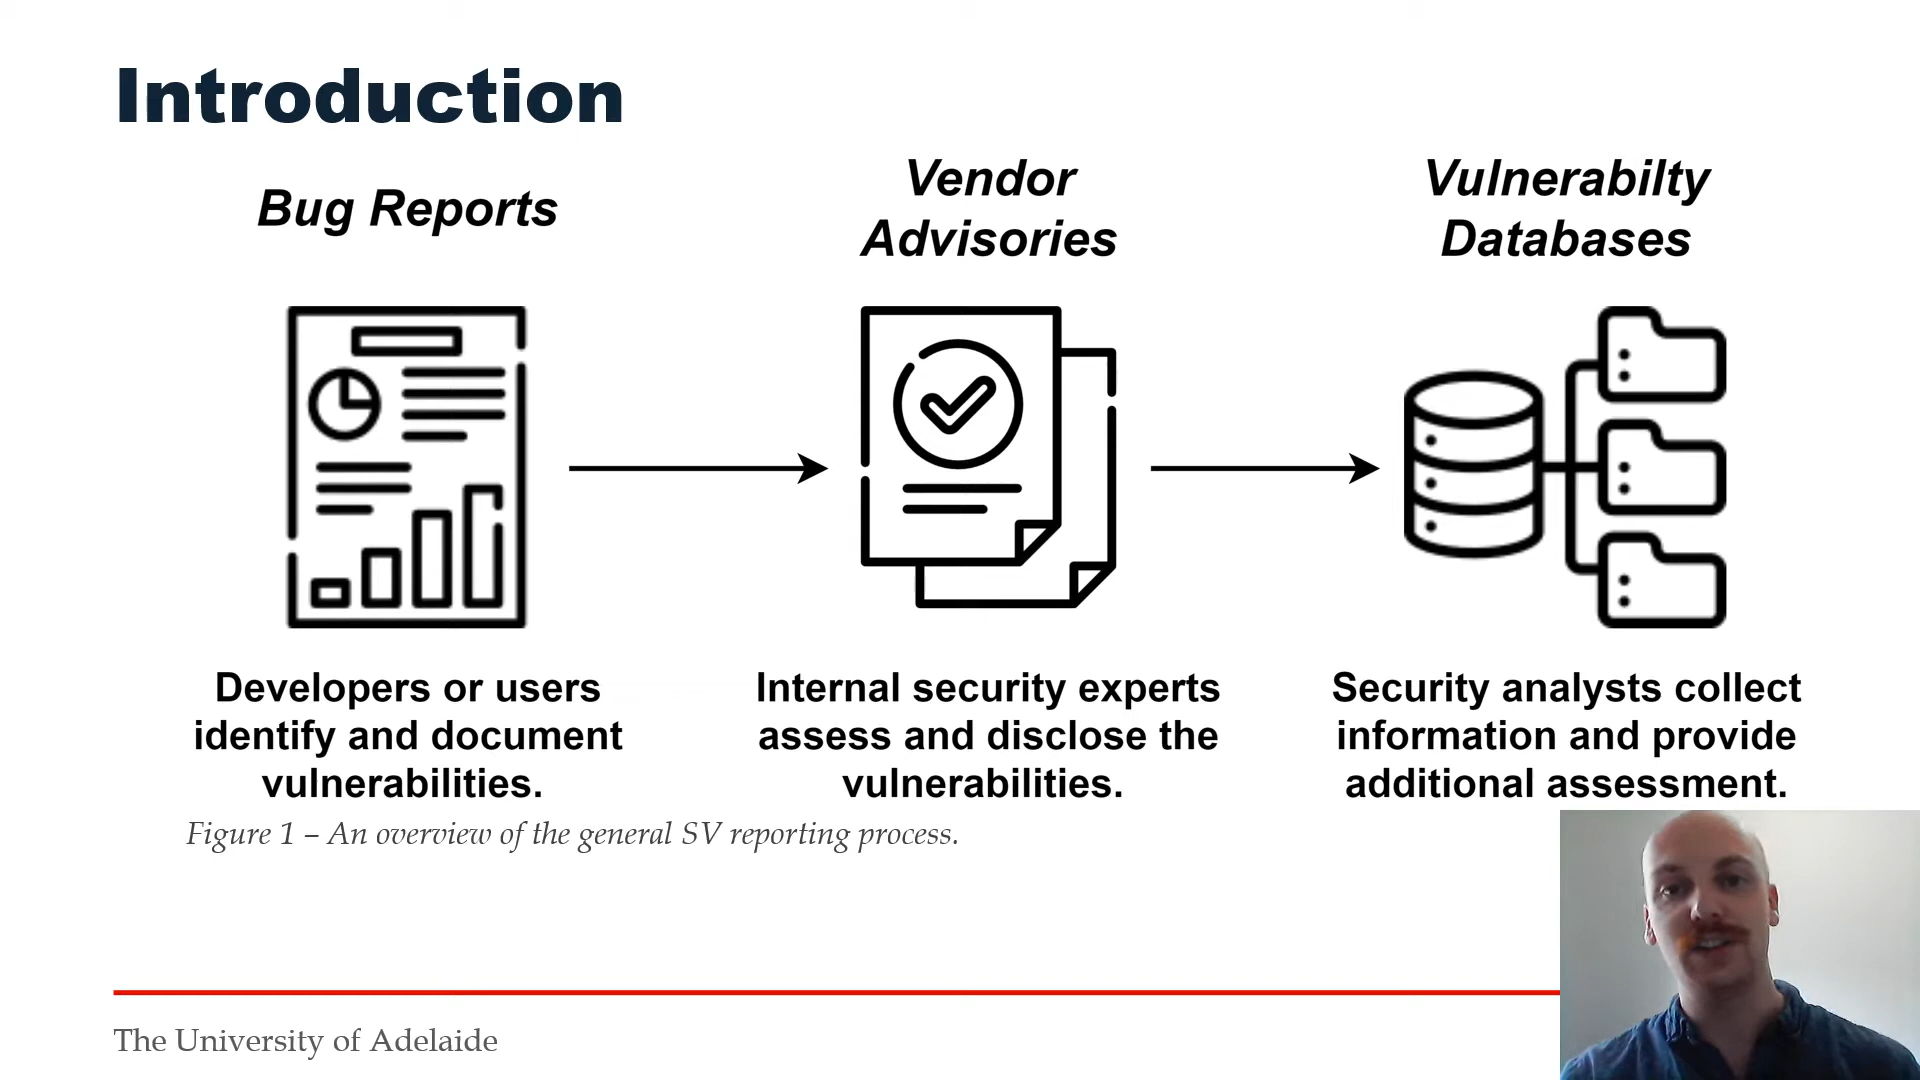 Introduction
Bug Reports
Vendor
Advisories
Vulnerabilty
Databases
Developers or users
identify and document
vulnerabilities.
Internal security experts
assess and disclose the
vulnerabilities.
Security analysts collect
information and provide
additional assessment.
Figure 1 – An overview of the general SV reporting process.
The University of Adelaide